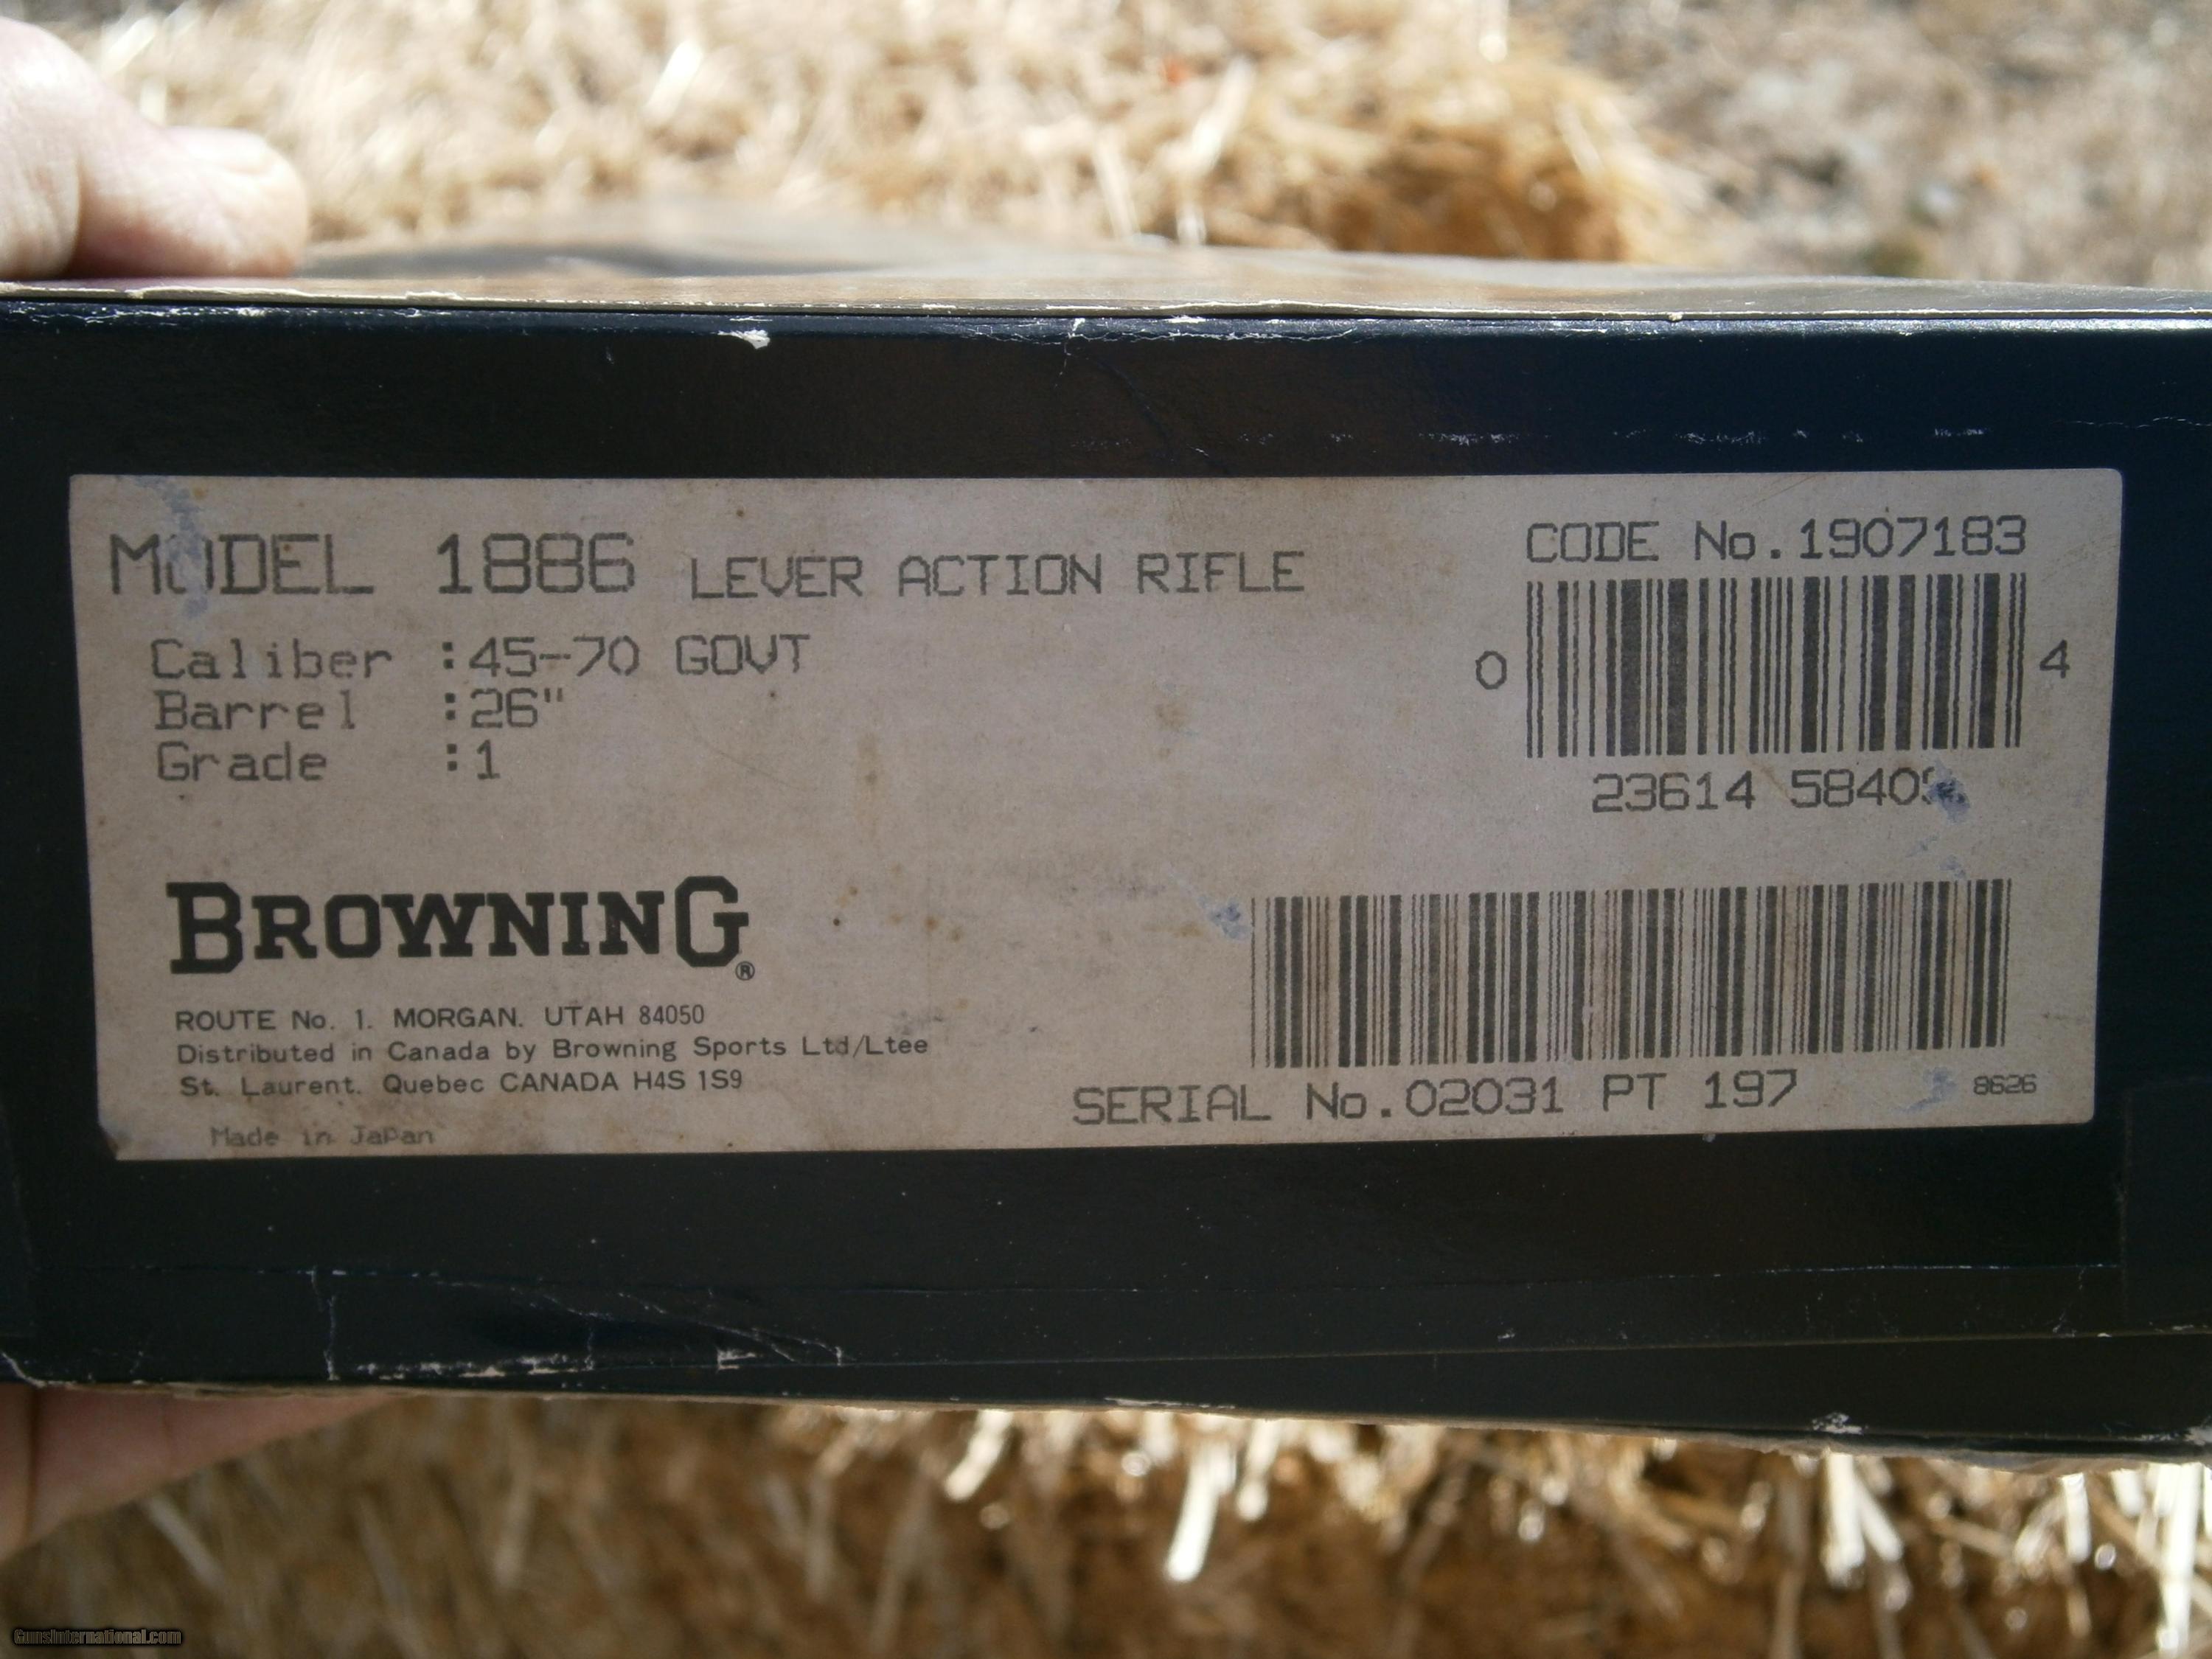 MODEL 1886 LEVER ACTION RIFLE
Caliber :45-70 GOVT
Barrel :26"
Grade :1
CODE No.1907183
0 4
23614
BROWNING®
ROUTE No. 1. MORGAN. UTAH 84050
Distributed in Canada by Browning Sports Ltd/Ltee
St. Laurent. Quebec CANADA H4S 1S9
Made in Japan
SERIAL No.02031 PT 197
8626
GunsInternational.com